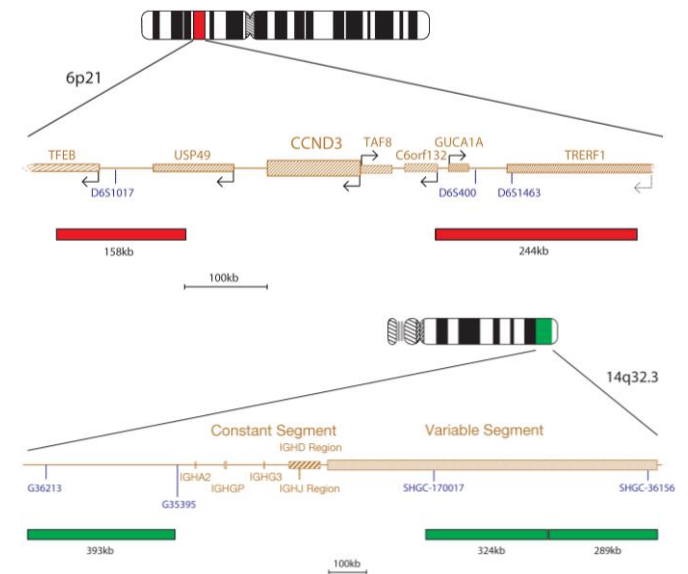 6p21
CCND3
TFEB USP49 TAF8 C6orf132 GUCA1A TRERF1
D6S1017 D6S400 D6S1463
158kb 244kb
100kb
14q32.3
Constant Segment Variable Segment
IGHD Region
IGHA2 IGHGP IGHG3 IGHJ Region
G36213 G35395 SHGC-170017 SHGC-36156
393kb 324kb 289kb
100kb